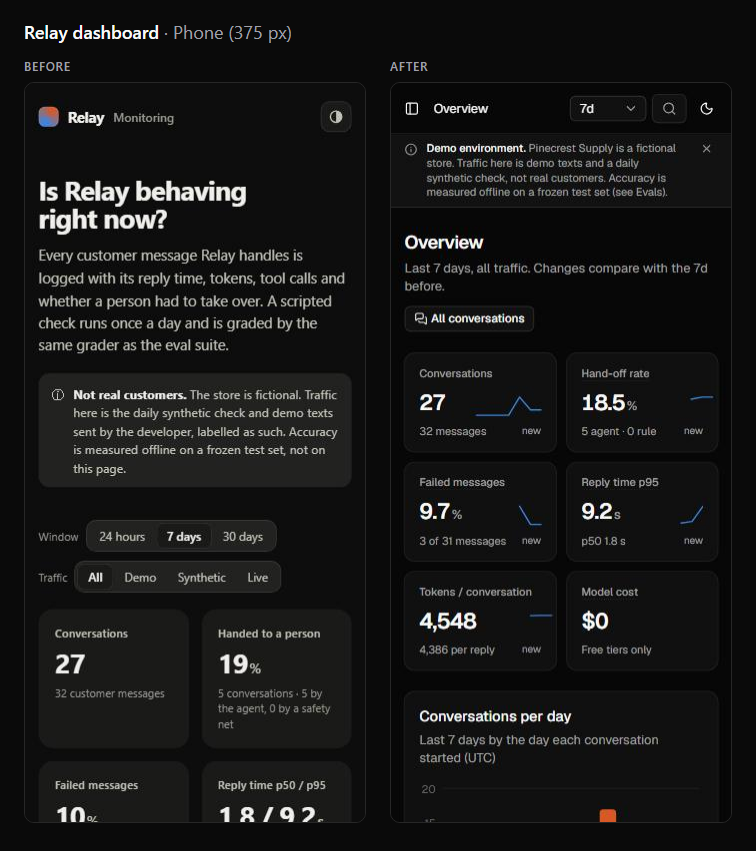 Relay dashboard · Phone (375 px)
BEFORE
Relay Monitoring
Is Relay behaving
right now?
Every customer message Relay handles is
logged with its reply time, tokens, tool calls and
whether a person had to take over. A scripted
check runs once a day and is graded by the
same grader as the eval suite.
Not real customers. The store is fictional. Traffic
here is the daily synthetic check and demo texts
sent by the developer, labelled as such. Accuracy
is measured offline on a frozen test set, not on
this page.
Window 24 hours 7 days 30 days
Traffic All Demo Synthetic Live
Conversations
27
32 customer messages
Handed to a person
19%
5 conversations · 5 by
the agent, 0 by a safety
net
Failed messages
10%
Reply time p50 / p95
1.8 / 9.2s
AFTER
Overview 7d
Demo environment. Pinecrest Supply is a fictional
store. Traffic here is demo texts and a daily
synthetic check, not real customers. Accuracy is
measured offline on a frozen test set (see Evals).
Overview
Last 7 days, all traffic. Changes compare with the 7d
before.
All conversations
Conversations
27
32 messages new
Hand-off rate
18.5%
5 agent · 0 rule new
Failed messages
9.7%
3 of 31 messages new
Reply time p95
9.2s
p50 1.8 s new
Tokens / conversation
4,548
4,386 per reply new
Model cost
$0
Free tiers only
Conversations per day
Last 7 days by the day each conversation
started (UTC)
20
15